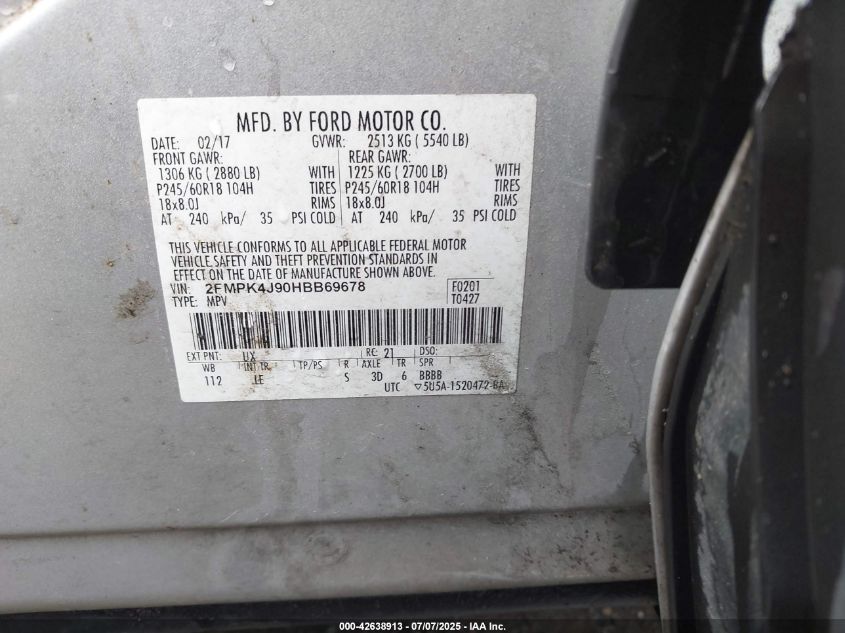 MFD. BY FORD MOTOR CO.
DATE: 02/17 GVWR: 2513 KG ( 5540 LB)
FRONT GAWR: REAR GAWR:
1306 KG ( 2880 LB) WITH 1225 KG ( 2700 LB) WITH
P245/60R18 104H TIRES P245/60R18 104H TIRES
18x8.0J RIMS 18x8.0J RIMS
AT 240 kPa/ 35 PSI COLD AT 240 kPa/ 35 PSI COLD
THIS VEHICLE CONFORMS TO ALL APPLICABLE FEDERAL MOTOR
VEHICLE SAFETY AND THEFT PREVENTION STANDARDS IN
EFFECT ON THE DATE OF MANUFACTURE SHOWN ABOVE.
VIN: 2FMPK4J90HBB69678 F0201
TYPE: MPV T0427
EXT PNT: UX RC: 21 DSO:
WB INT TR TP/PS R AXLE TR SPR
112 LE S 3D 6 BBBB
UTC ▽5U5A-1520472-BA
000-42638913 - 07/07/2025 - IAA Inc.